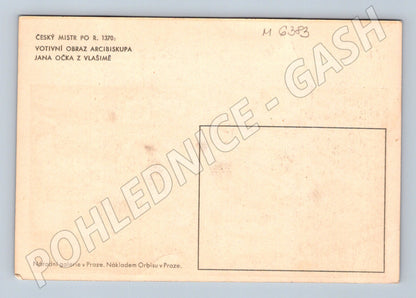 ČESKÝ MISTR PO R. 1370:
VOTIVNÍ OBRAZ ARCIBISKUPA
JANA OČKA Z VLAŠIMĚ
M 6383
POHLEDNICE - GASH
Národní galerie v Praze. Nákladem Orbisu v Praze.